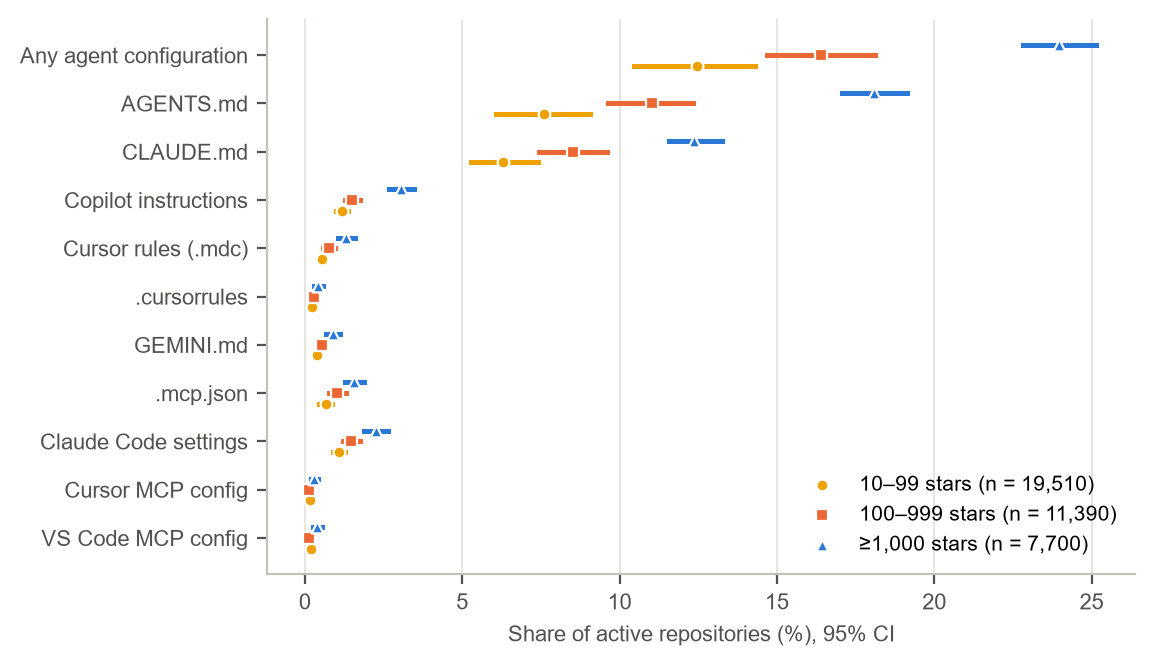 Any agent configuration
AGENTS.md
CLAUDE.md
Copilot instructions
Cursor rules (.mdc)
.cursorrules
GEMINI.md
.mcp.json
Claude Code settings
Cursor MCP config
VS Code MCP config
10–99 stars (n = 19,510)
100–999 stars (n = 11,390)
≥1,000 stars (n = 7,700)
0 5 10 15 20 25
Share of active repositories (%), 95% CI